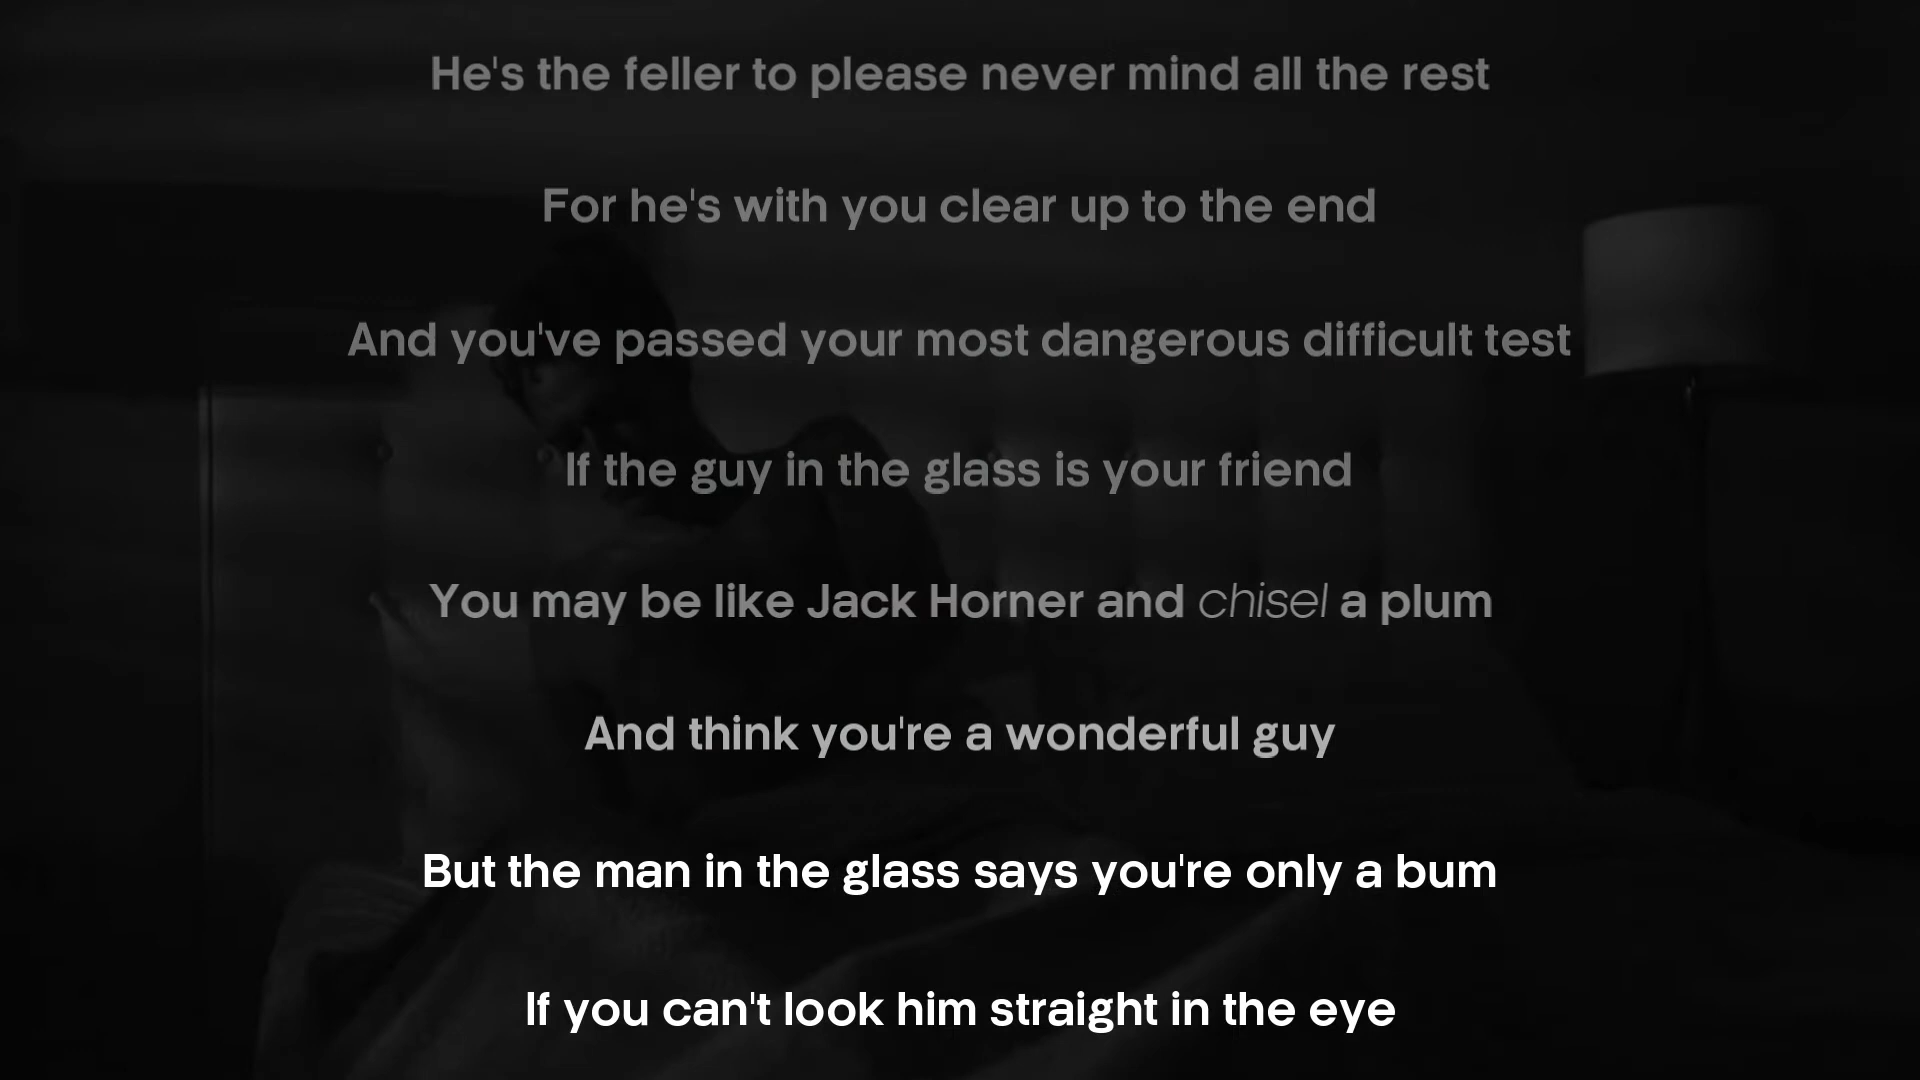 He's the feller to please never mind all the rest
For he's with you clear up to the end
And you've passed your most dangerous difficult test
If the guy in the glass is your friend
You may be like Jack Horner and chisel a plum
And think you're a wonderful guy
But the man in the glass says you're only a bum
If you can't look him straight in the eye